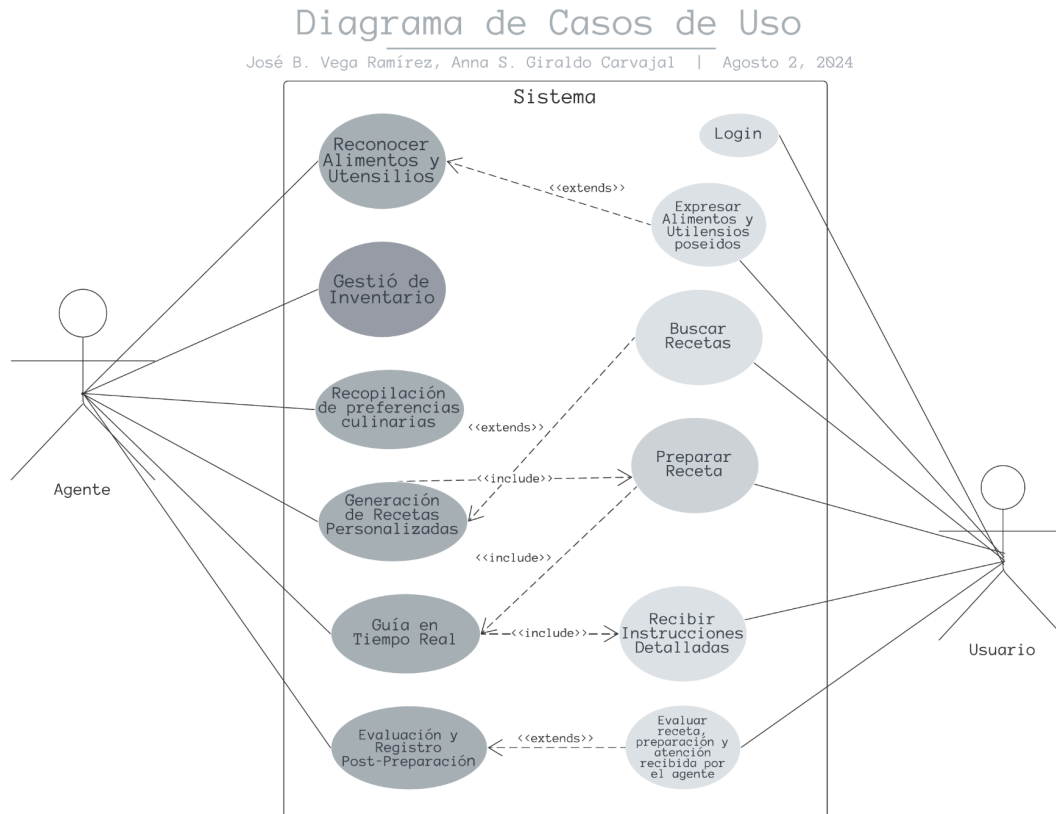 Diagrama de Casos de Uso
José B. Vega Ramírez, Anna S. Giraldo Carvajal | Agosto 2, 2024
Sistema
Reconocer
Alimentos y
Utensilios
Login
<<extends>>
Expresar
Alimentos y
Utilensios
poseidos
Gestió de
Inventario
Buscar
Recetas
Recopilación
de preferencias
culinarias
<<extends>>
Preparar
Receta
<<include>>
Generación
de Recetas
Personalizadas
Agente
<<include>>
Guía en
Tiempo Real
<<include>>
Recibir
Instrucciones
Detalladas
Usuario
Evaluación y
Registro
Post-Preparación
<<extends>>
Evaluar
receta,
preparación y
atención
recibida por
el agente